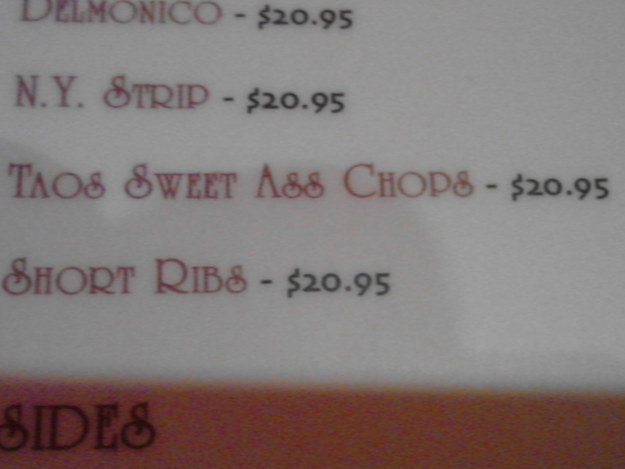 DELMONICO - $20.95
N.Y. STRIP - $20.95
TAOS SWEET ASS CHOPS - $20.95
SHORT RIBS - $20.95
SIDES